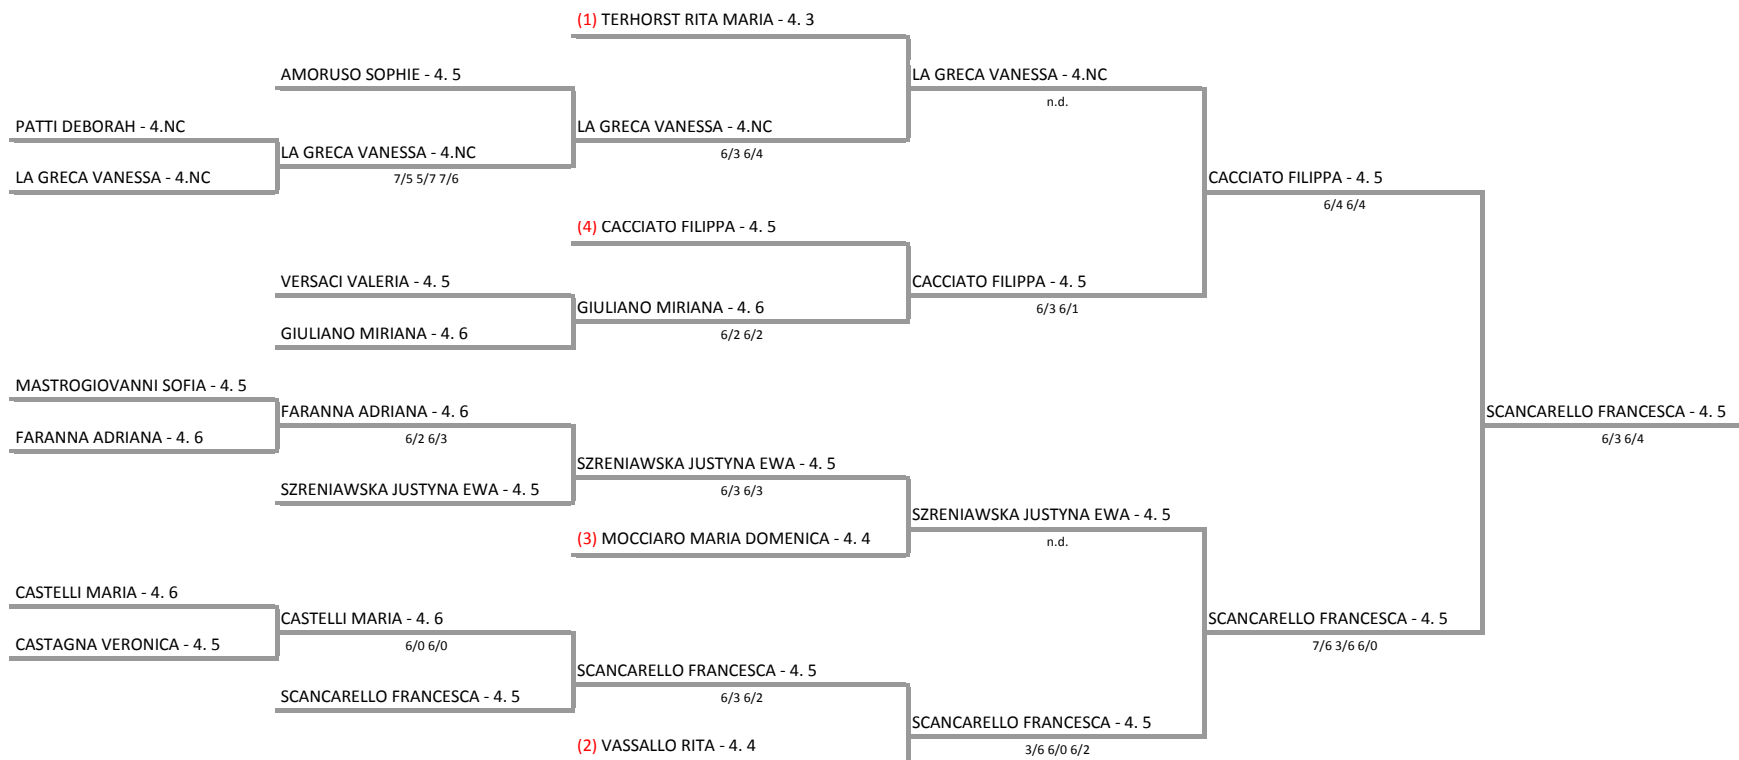 (1) TERHORST RITA MARIA - 4. 3
AMORUSO SOPHIE - 4. 5
LA GRECA VANESSA - 4.NC
n.d.
PATTI DEBORAH - 4.NC
LA GRECA VANESSA - 4.NC
6/3 6/4
LA GRECA VANESSA - 4.NC
7/5 5/7 7/6
LA GRECA VANESSA - 4.NC
CACCIATO FILIPPA - 4. 5
6/4 6/4
(4) CACCIATO FILIPPA - 4. 5
VERSACI VALERIA - 4. 5
CACCIATO FILIPPA - 4. 5
6/3 6/1
GIULIANO MIRIANA - 4. 6
6/2 6/2
GIULIANO MIRIANA - 4. 6
MASTROGIOVANNI SOFIA - 4. 5
FARANNA ADRIANA - 4. 6
6/2 6/3
SCANCARELLO FRANCESCA - 4. 5
6/3 6/4
FARANNA ADRIANA - 4. 6
SZRENIAWSKA JUSTYNA EWA - 4. 5
6/3 6/3
SZRENIAWSKA JUSTYNA EWA - 4. 5
SZRENIAWSKA JUSTYNA EWA - 4. 5
n.d.
(3) MOCCIARO MARIA DOMENICA - 4. 4
CASTELLI MARIA - 4. 6
CASTELLI MARIA - 4. 6
6/0 6/0
SCANCARELLO FRANCESCA - 4. 5
7/6 3/6 6/0
CASTAGNA VERONICA - 4. 5
SCANCARELLO FRANCESCA - 4. 5
6/3 6/2
SCANCARELLO FRANCESCA - 4. 5
SCANCARELLO FRANCESCA - 4. 5
3/6 6/0 6/2
(2) VASSALLO RITA - 4. 4